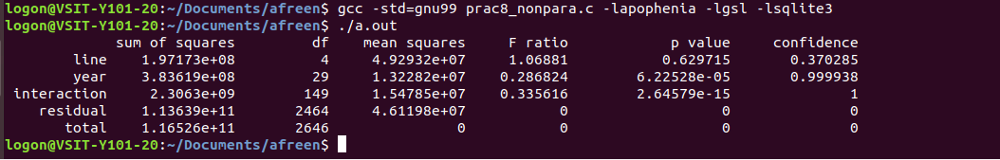 logon@VSIT-Y101-20:~/Documents/afreen$ gcc -std=gnu99 prac8_nonpara.c -lapophenia -lgsl -lsqlite3
logon@VSIT-Y101-20:~/Documents/afreen$ ./a.out
sum of squares df mean squares F ratio p value confidence
line 1.97173e+08 4 4.92932e+07 1.06881 0.629715 0.370285
year 3.83619e+08 29 1.32282e+07 0.286824 6.22528e-05 0.999938
interaction 2.3063e+09 149 1.54785e+07 0.335616 2.64579e-15 1
residual 1.13639e+11 2464 4.61198e+07 0 0 0
total 1.16526e+11 2646 0 0 0 0
logon@VSIT-Y101-20:~/Documents/afreen$